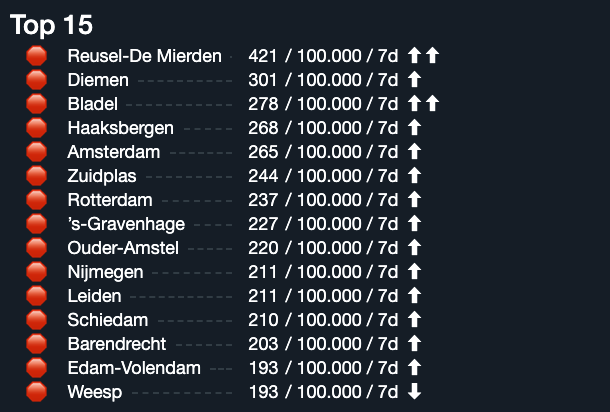 Top 15
Reusel-De Mierden 421 / 100.000 / 7d ⬆⬆
Diemen 301 / 100.000 / 7d ⬆
Bladel 278 / 100.000 / 7d ⬆⬆
Haaksbergen 268 / 100.000 / 7d ⬆
Amsterdam 265 / 100.000 / 7d ⬆
Zuidplas 244 / 100.000 / 7d ⬆
Rotterdam 237 / 100.000 / 7d ⬆
’s-Gravenhage 227 / 100.000 / 7d ⬆
Ouder-Amstel 220 / 100.000 / 7d ⬆
Nijmegen 211 / 100.000 / 7d ⬆
Leiden 211 / 100.000 / 7d ⬆
Schiedam 210 / 100.000 / 7d ⬆
Barendrecht 203 / 100.000 / 7d ⬆
Edam-Volendam 193 / 100.000 / 7d ⬆
Weesp 193 / 100.000 / 7d ⬇